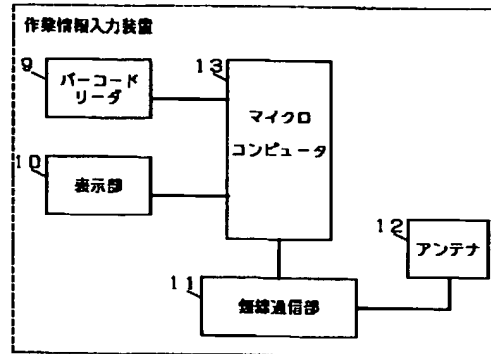 作業情報入力装置
9
バーコード
リーダ
13
マイクロ
コンピュータ
10
表示部
12
アンテナ
11
無線通信部